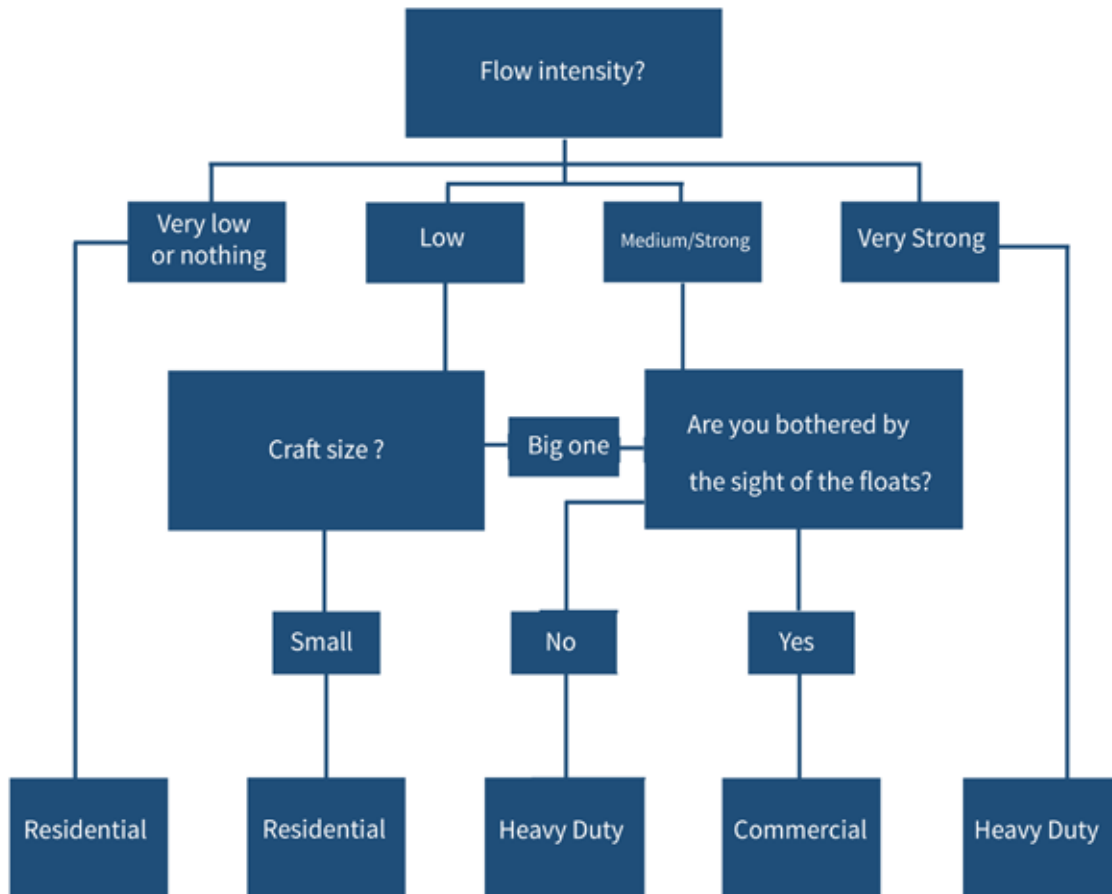 Flow intensity?
Very low
or nothing
Low
Medium/Strong
Very Strong
Craft size ?
Big one
Are you bothered by
the sight of the floats?
Small
No
Yes
Residential
Residential
Heavy Duty
Commercial
Heavy Duty